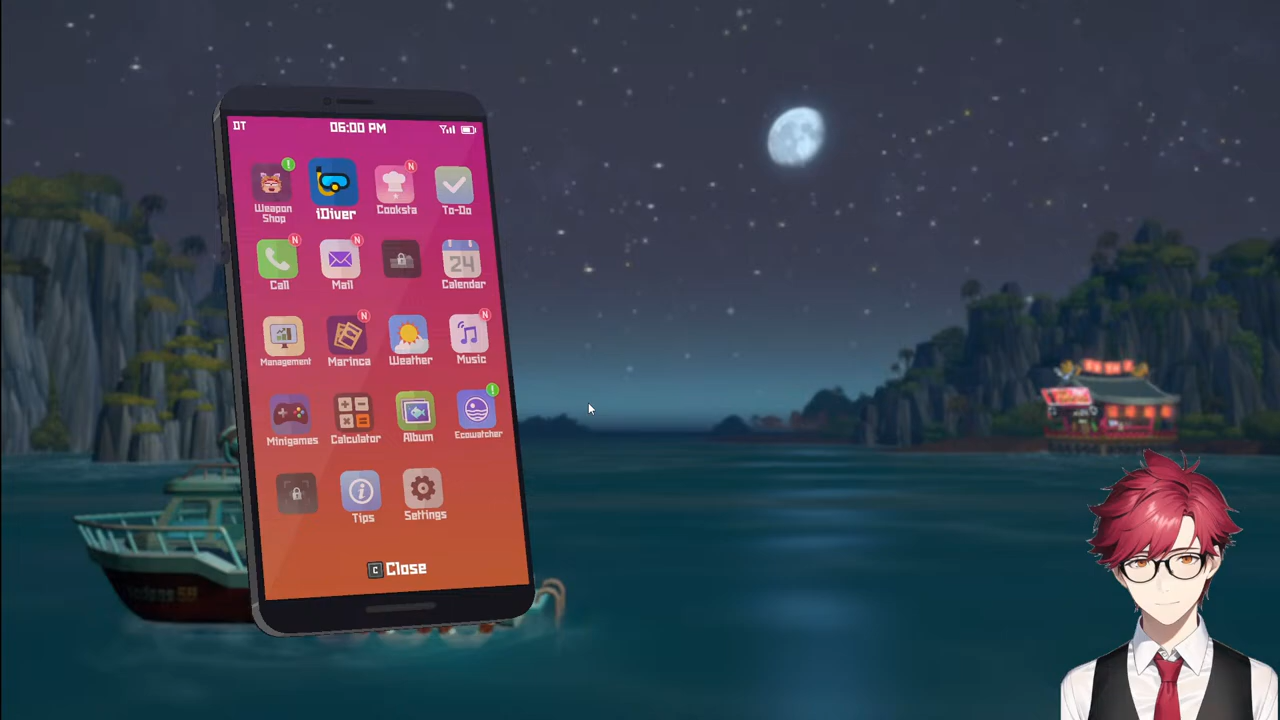 DT
06:00 PM
Weapon
Shop
iDiver
Cooksta
To-Do
Call
Mail
24
Calendar
Management
Marinca
Weather
Music
Minigames
Calculator
Album
Ecowatcher
Tips
Settings
C Close